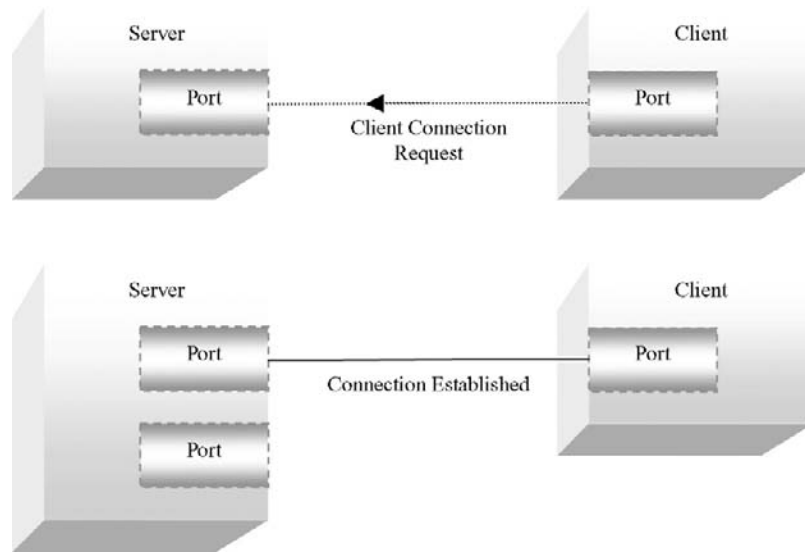 Server
Client
Port
Port
Client Connection
Request
Server
Client
Port
Port
Connection Established
Port